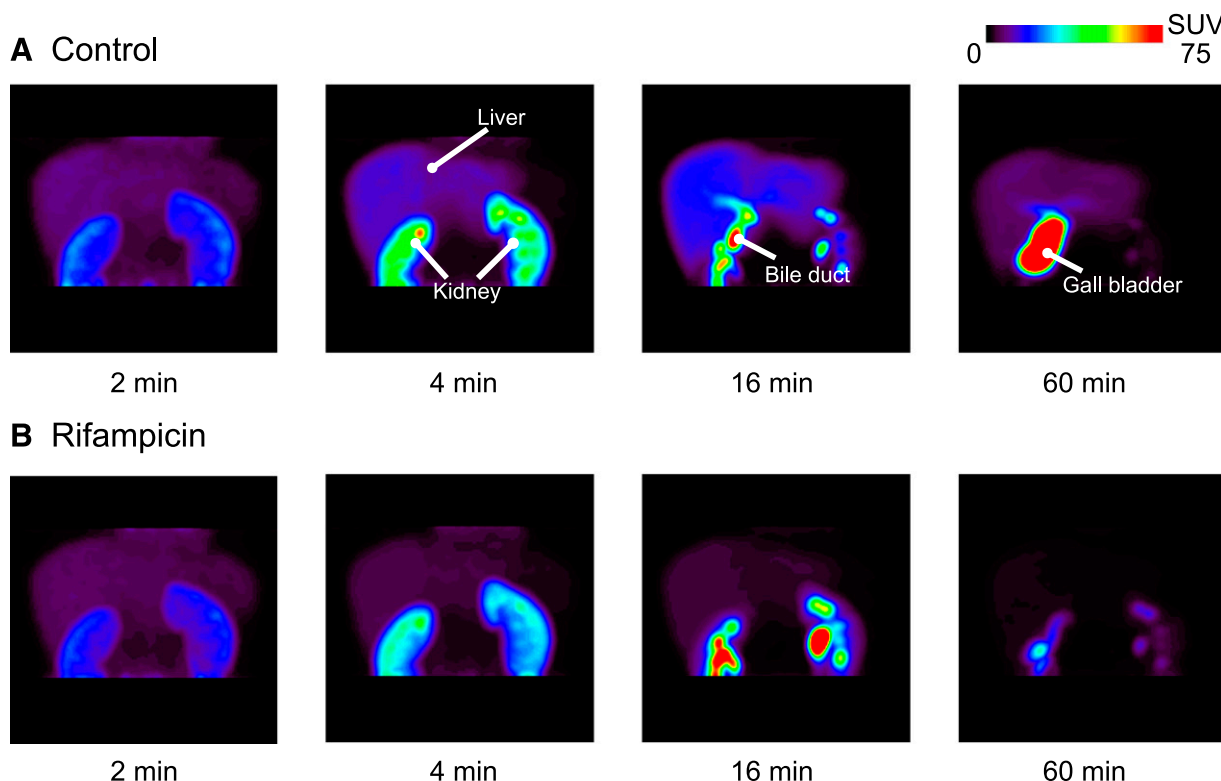 SUV
0 75
A Control
Liver
Kidney
Bile duct
Gall bladder
2 min 4 min 16 min 60 min
B Rifampicin
2 min 4 min 16 min 60 min